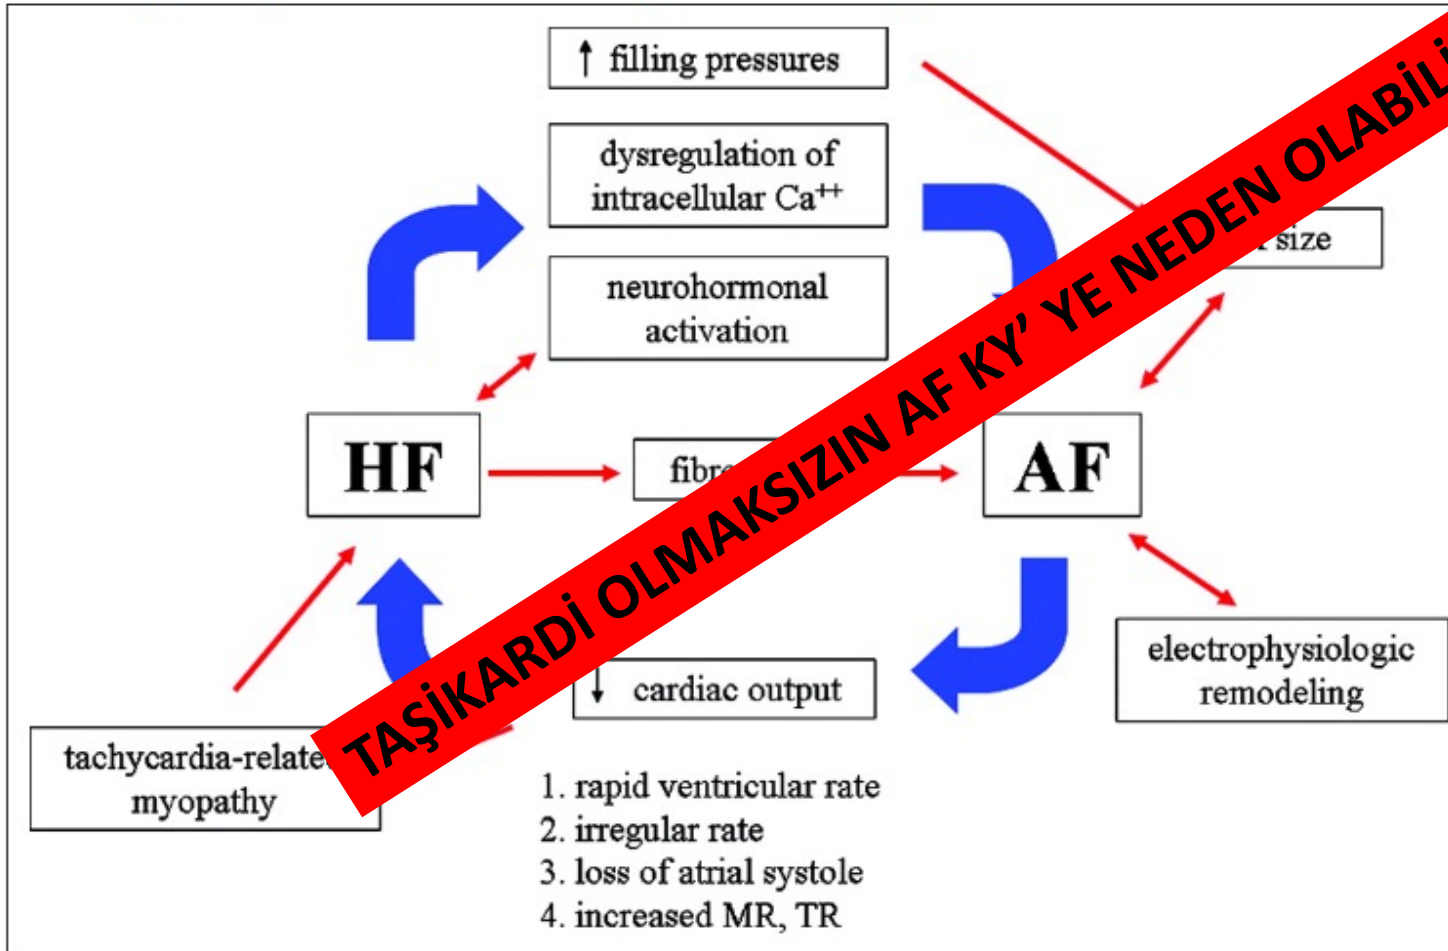 ↑ filling pressures
dysregulation of
intracellular Ca⁺⁺
neurohormonal
activation
size
HF
AF
TAŞİKARDİ OLMAKSIZIN AF KY' YE NEDEN OLABİLİ
electrophysiologic
remodeling
↓ cardiac output
tachycardia-relate
myopathy
1. rapid ventricular rate
2. irregular rate
3. loss of atrial systole
4. increased MR, TR